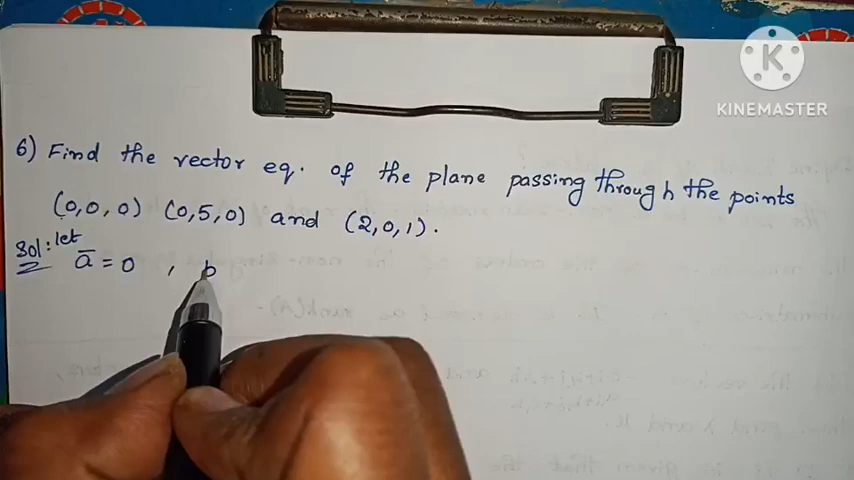 KINEMASTER
6) Find the vector eq. of the plane passing through the points
(0,0,0) (0,5,0) and (2,0,1).
Sol: let
a̅ = 0 , b